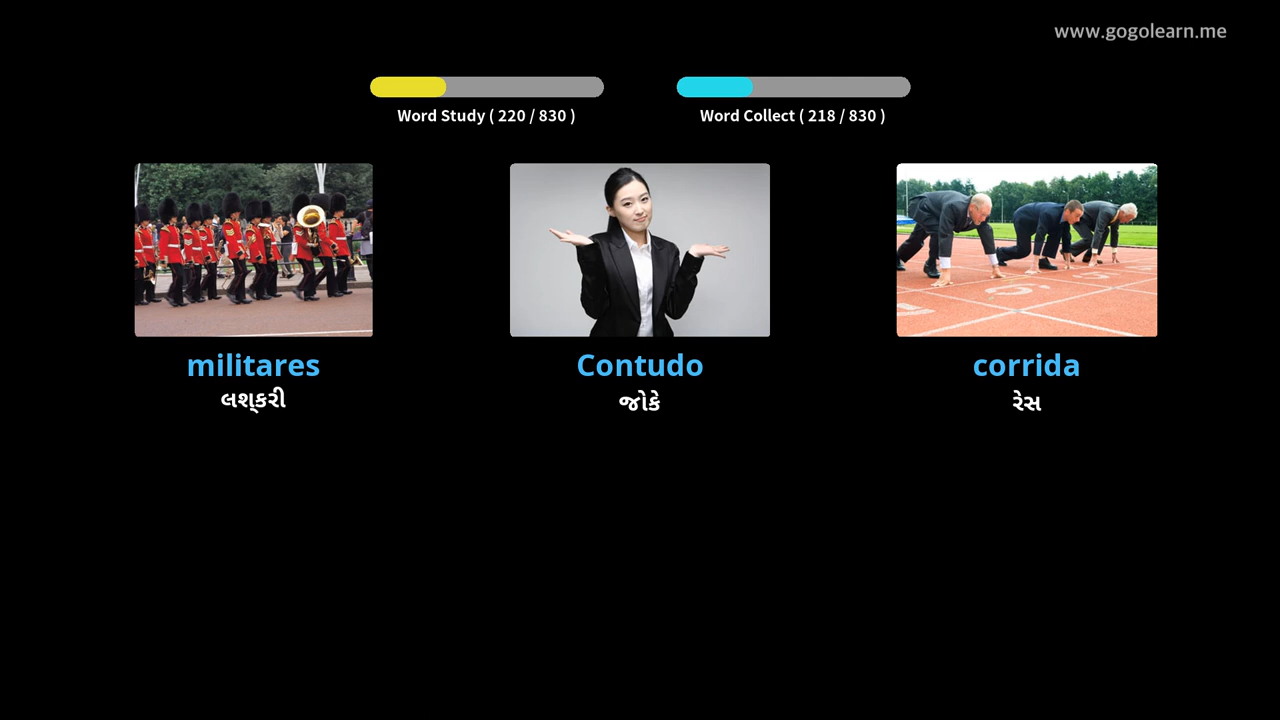 www.gogolearn.me
Word Study ( 220 / 830 )
Word Collect ( 218 / 830 )
militares
લશ્કરી
Contudo
જોકે
corrida
રેસ